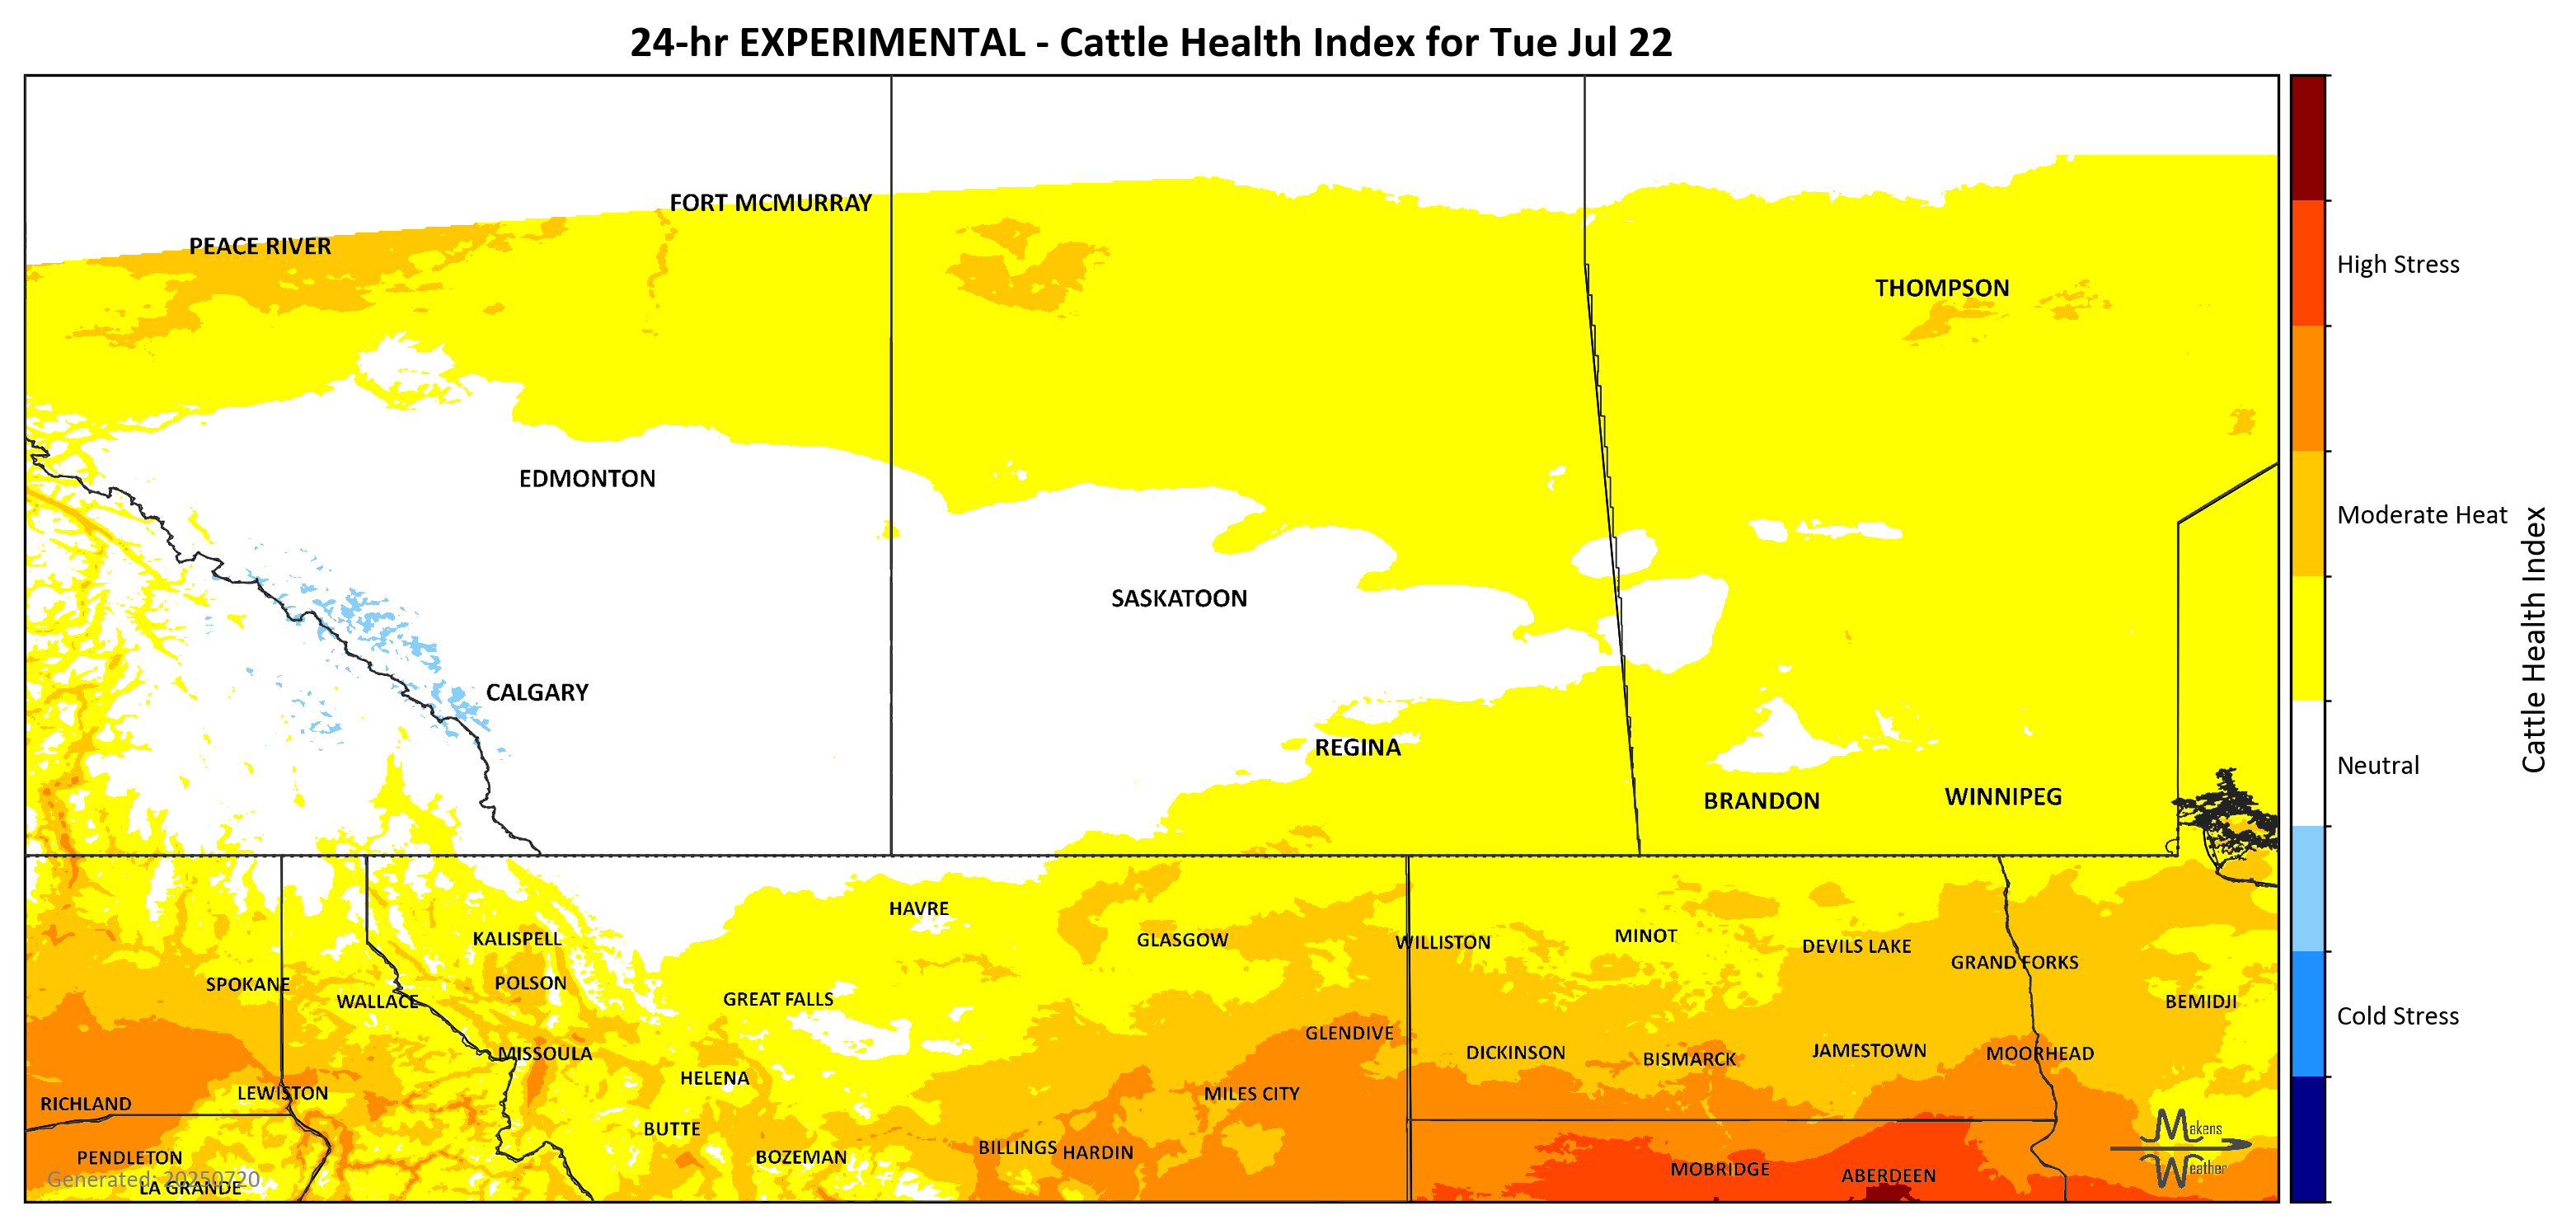 24-hr EXPERIMENTAL - Cattle Health Index for Tue Jul 22
FORT MCMURRAY
PEACE RIVER
THOMPSON
High Stress
EDMONTON
Moderate Heat
SASKATOON
Cattle Health Index
CALGARY
REGINA
Neutral
BRANDON
WINNIPEG
HAVRE
KALISPELL
GLASGOW
WILLISTON
MINOT
DEVILS LAKE
GRAND FORKS
SPOKANE
POLSON
WALLACE
GREAT FALLS
BEMIDJI
Cold Stress
GLENDIVE
MISSOULA
DICKINSON
BISMARCK
JAMESTOWN
MOORHEAD
HELENA
LEWISTON
MILES CITY
RICHLAND
BUTTE
Makens
PENDLETON
BOZEMAN
BILLINGS
HARDIN
MOBRIDGE
ABERDEEN
Weather
Generated: 20250720
LA GRANDE